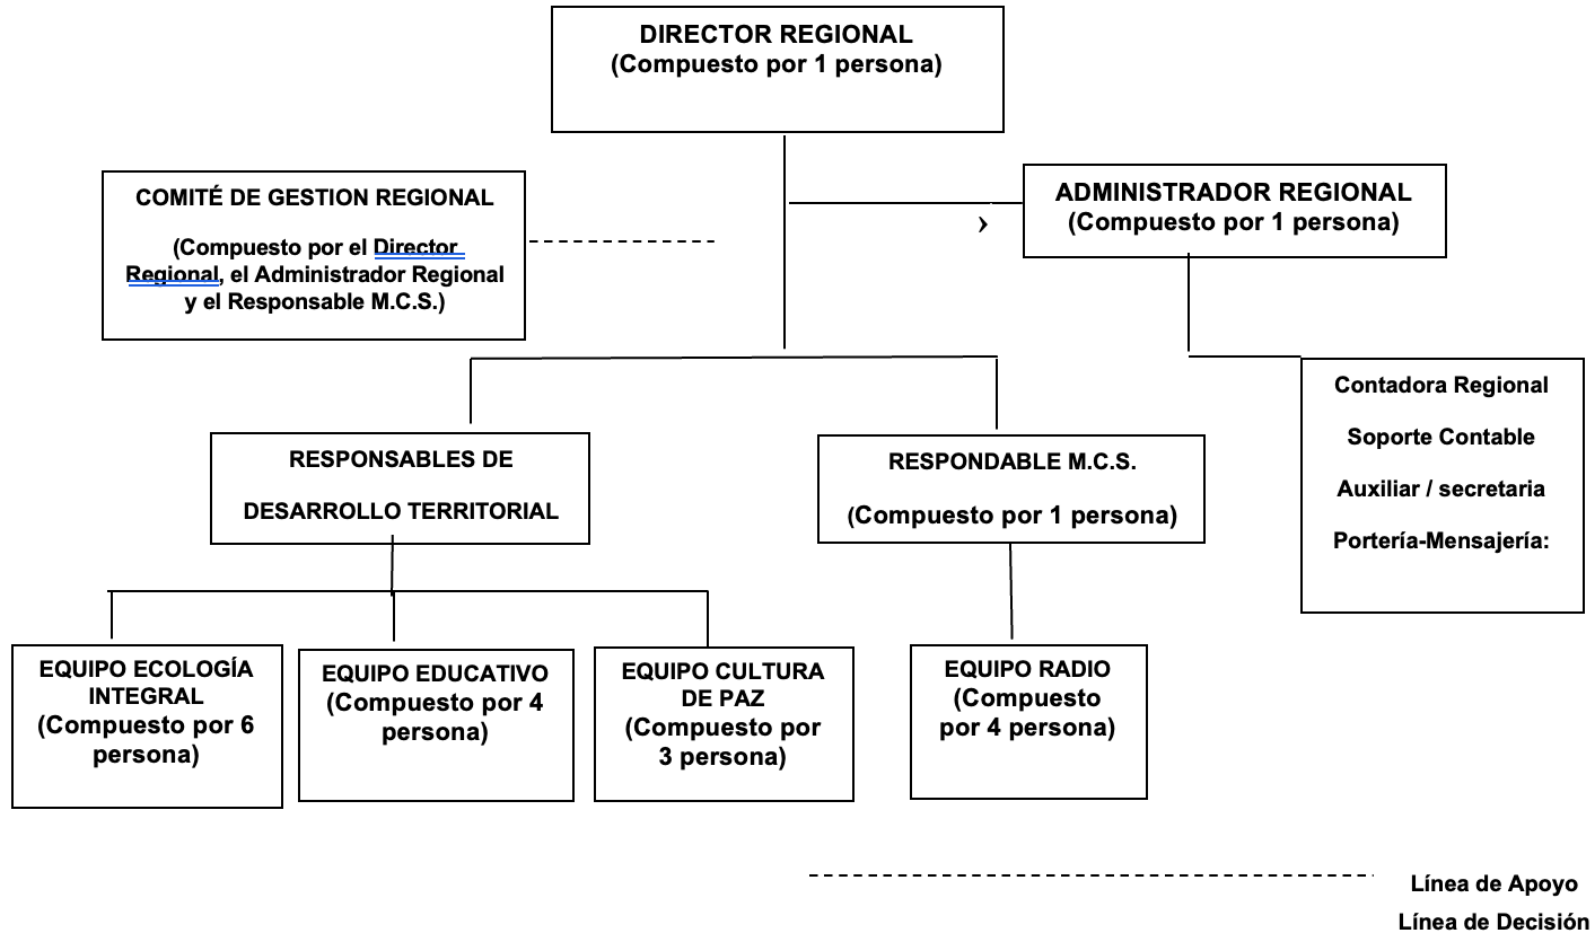 DIRECTOR REGIONAL
(Compuesto por 1 persona)
COMITÉ DE GESTION REGIONAL
(Compuesto por el Director
Regional, el Administrador Regional
y el Responsable M.C.S.)
ADMINISTRADOR REGIONAL
(Compuesto por 1 persona)
Contadora Regional
Soporte Contable
Auxiliar / secretaria
Portería-Mensajería:
RESPONSABLES DE
DESARROLLO TERRITORIAL
RESPONDABLE M.C.S.
(Compuesto por 1 persona)
EQUIPO ECOLOGÍA
INTEGRAL
(Compuesto por 6
persona)
EQUIPO EDUCATIVO
(Compuesto por 4
persona)
EQUIPO CULTURA
DE PAZ
(Compuesto por
3 persona)
EQUIPO RADIO
(Compuesto
por 4 persona)
Línea de Apoyo
Línea de Decisión